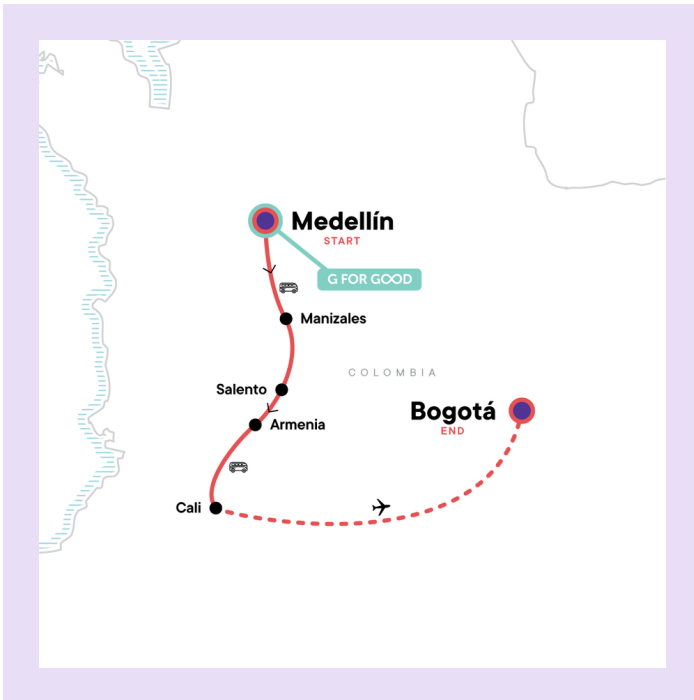 Medellín
START
G FOR GOOD
Manizales
COLOMBIA
Salento
Bogotá
END
Armenia
Cali